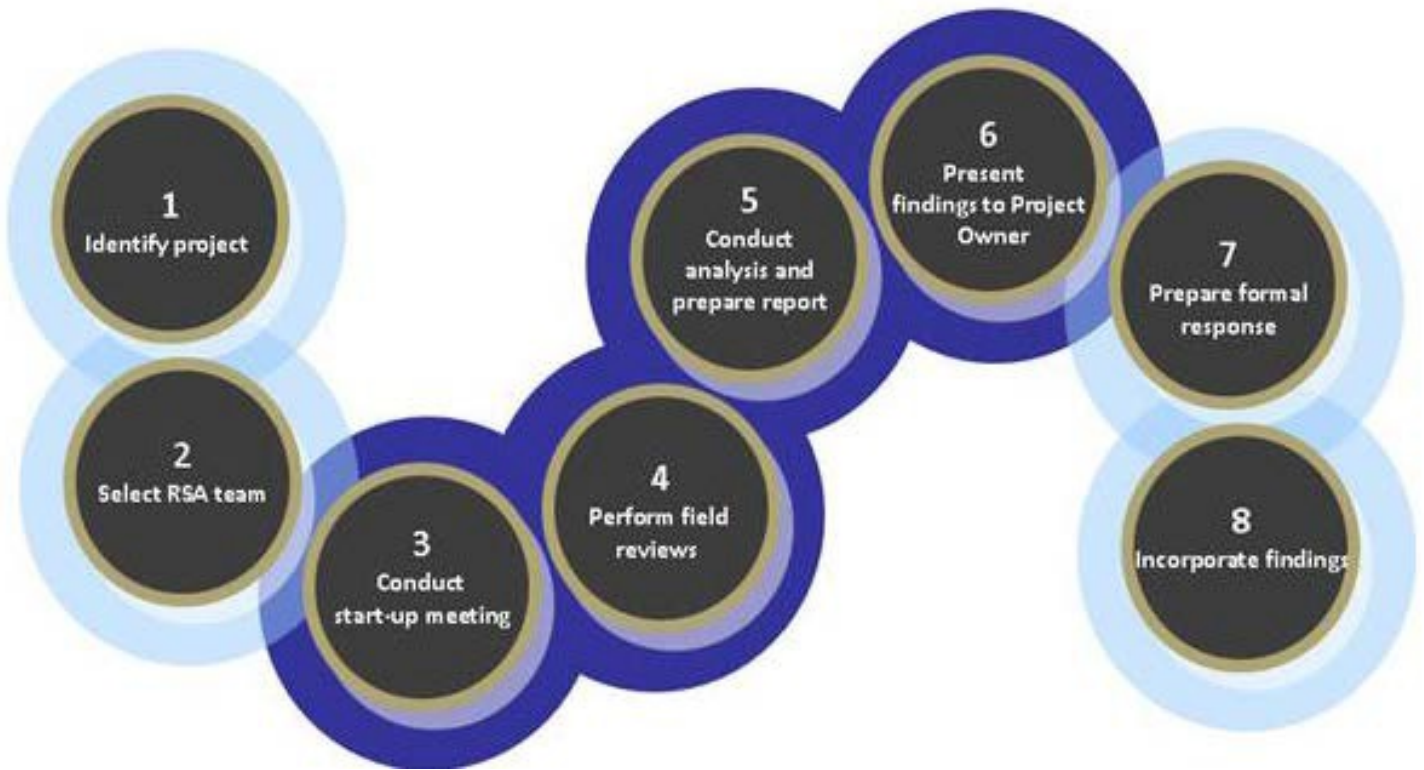 1
Identify project
2
Select RSA team
3
Conduct
start-up meeting
4
Perform field
reviews
5
Conduct
analysis and
prepare report
6
Present
findings to Project
Owner
7
Prepare formal
response
8
Incorporate findings